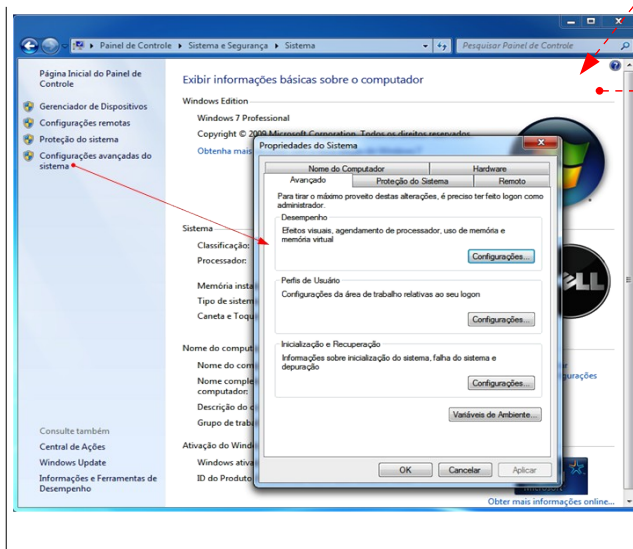 Painel de Controle ▸ Sistema e Segurança ▸ Sistema
Pesquisar Painel de Controle
Página Inicial do Painel de
Controle
Gerenciador de Dispositivos
Configurações remotas
Proteção do sistema
Configurações avançadas do
sistema
Consulte também
Central de Ações
Windows Update
Informações e Ferramentas de
Desempenho
Exibir informações básicas sobre o computador
Windows Edition
Windows 7 Professional
Copyright © 2009 Microsoft Corporation. Todos os direitos reservados.
Obtenha mais
Sistema
Classificação:
Processador:
Memória insta
Tipo de sistem
Caneta e Toqu
Nome do comput
Nome do com
Nome comple
computador:
Descrição do c
Grupo de traba
Ativação do Wind
Windows ativa
ID do Produto
gurações
Obter mais informações online...
Propriedades do Sistema
Nome do Computador
Hardware
Avançado
Proteção do Sistema
Remoto
Para tirar o máximo proveito destas alterações, é preciso ter feito logon como
administrador.
Desempenho
Efeitos visuais, agendamento de processador, uso de memória e
memória virtual
Configurações...
Perfis de Usuário
Configurações da área de trabalho relativas ao seu logon
Configurações...
Inicialização e Recuperação
Informações sobre inicialização do sistema, falha do sistema e
depuração
Configurações...
Variáveis de Ambiente...
OK
Cancelar
Aplicar